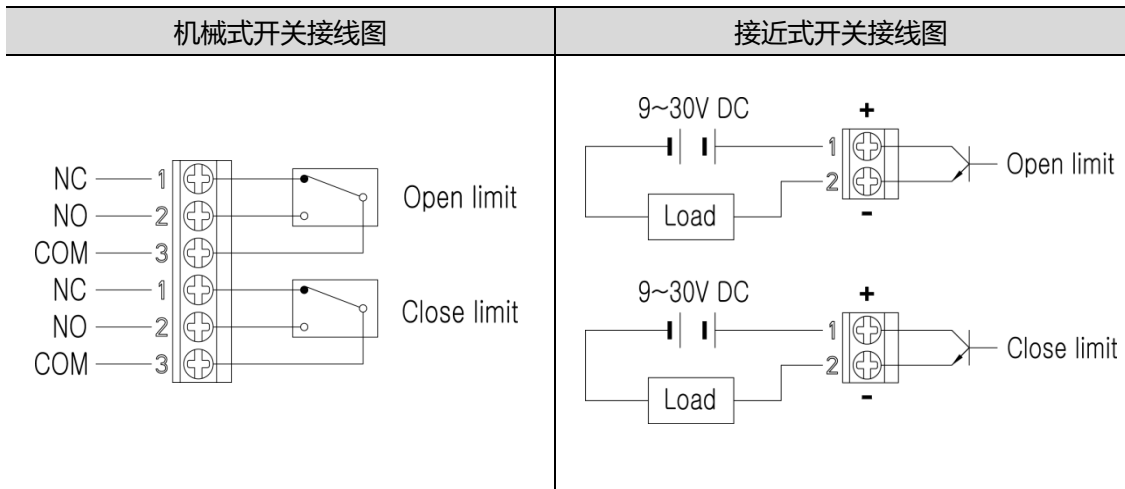 机械式开关接线图
接近式开关接线图
NC 1
NO 2
COM 3
Open limit
NC 1
NO 2
COM 3
Close limit
9~30V DC
+
1
2
-
Load
Open limit
9~30V DC
+
1
2
-
Load
Close limit